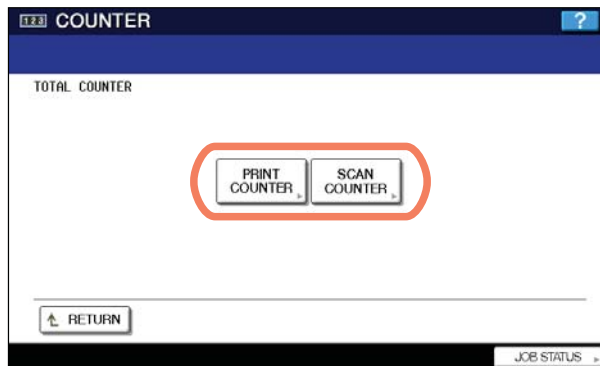 123 COUNTER
?
TOTAL COUNTER
PRINT
COUNTER
SCAN
COUNTER
RETURN
JOB STATUS